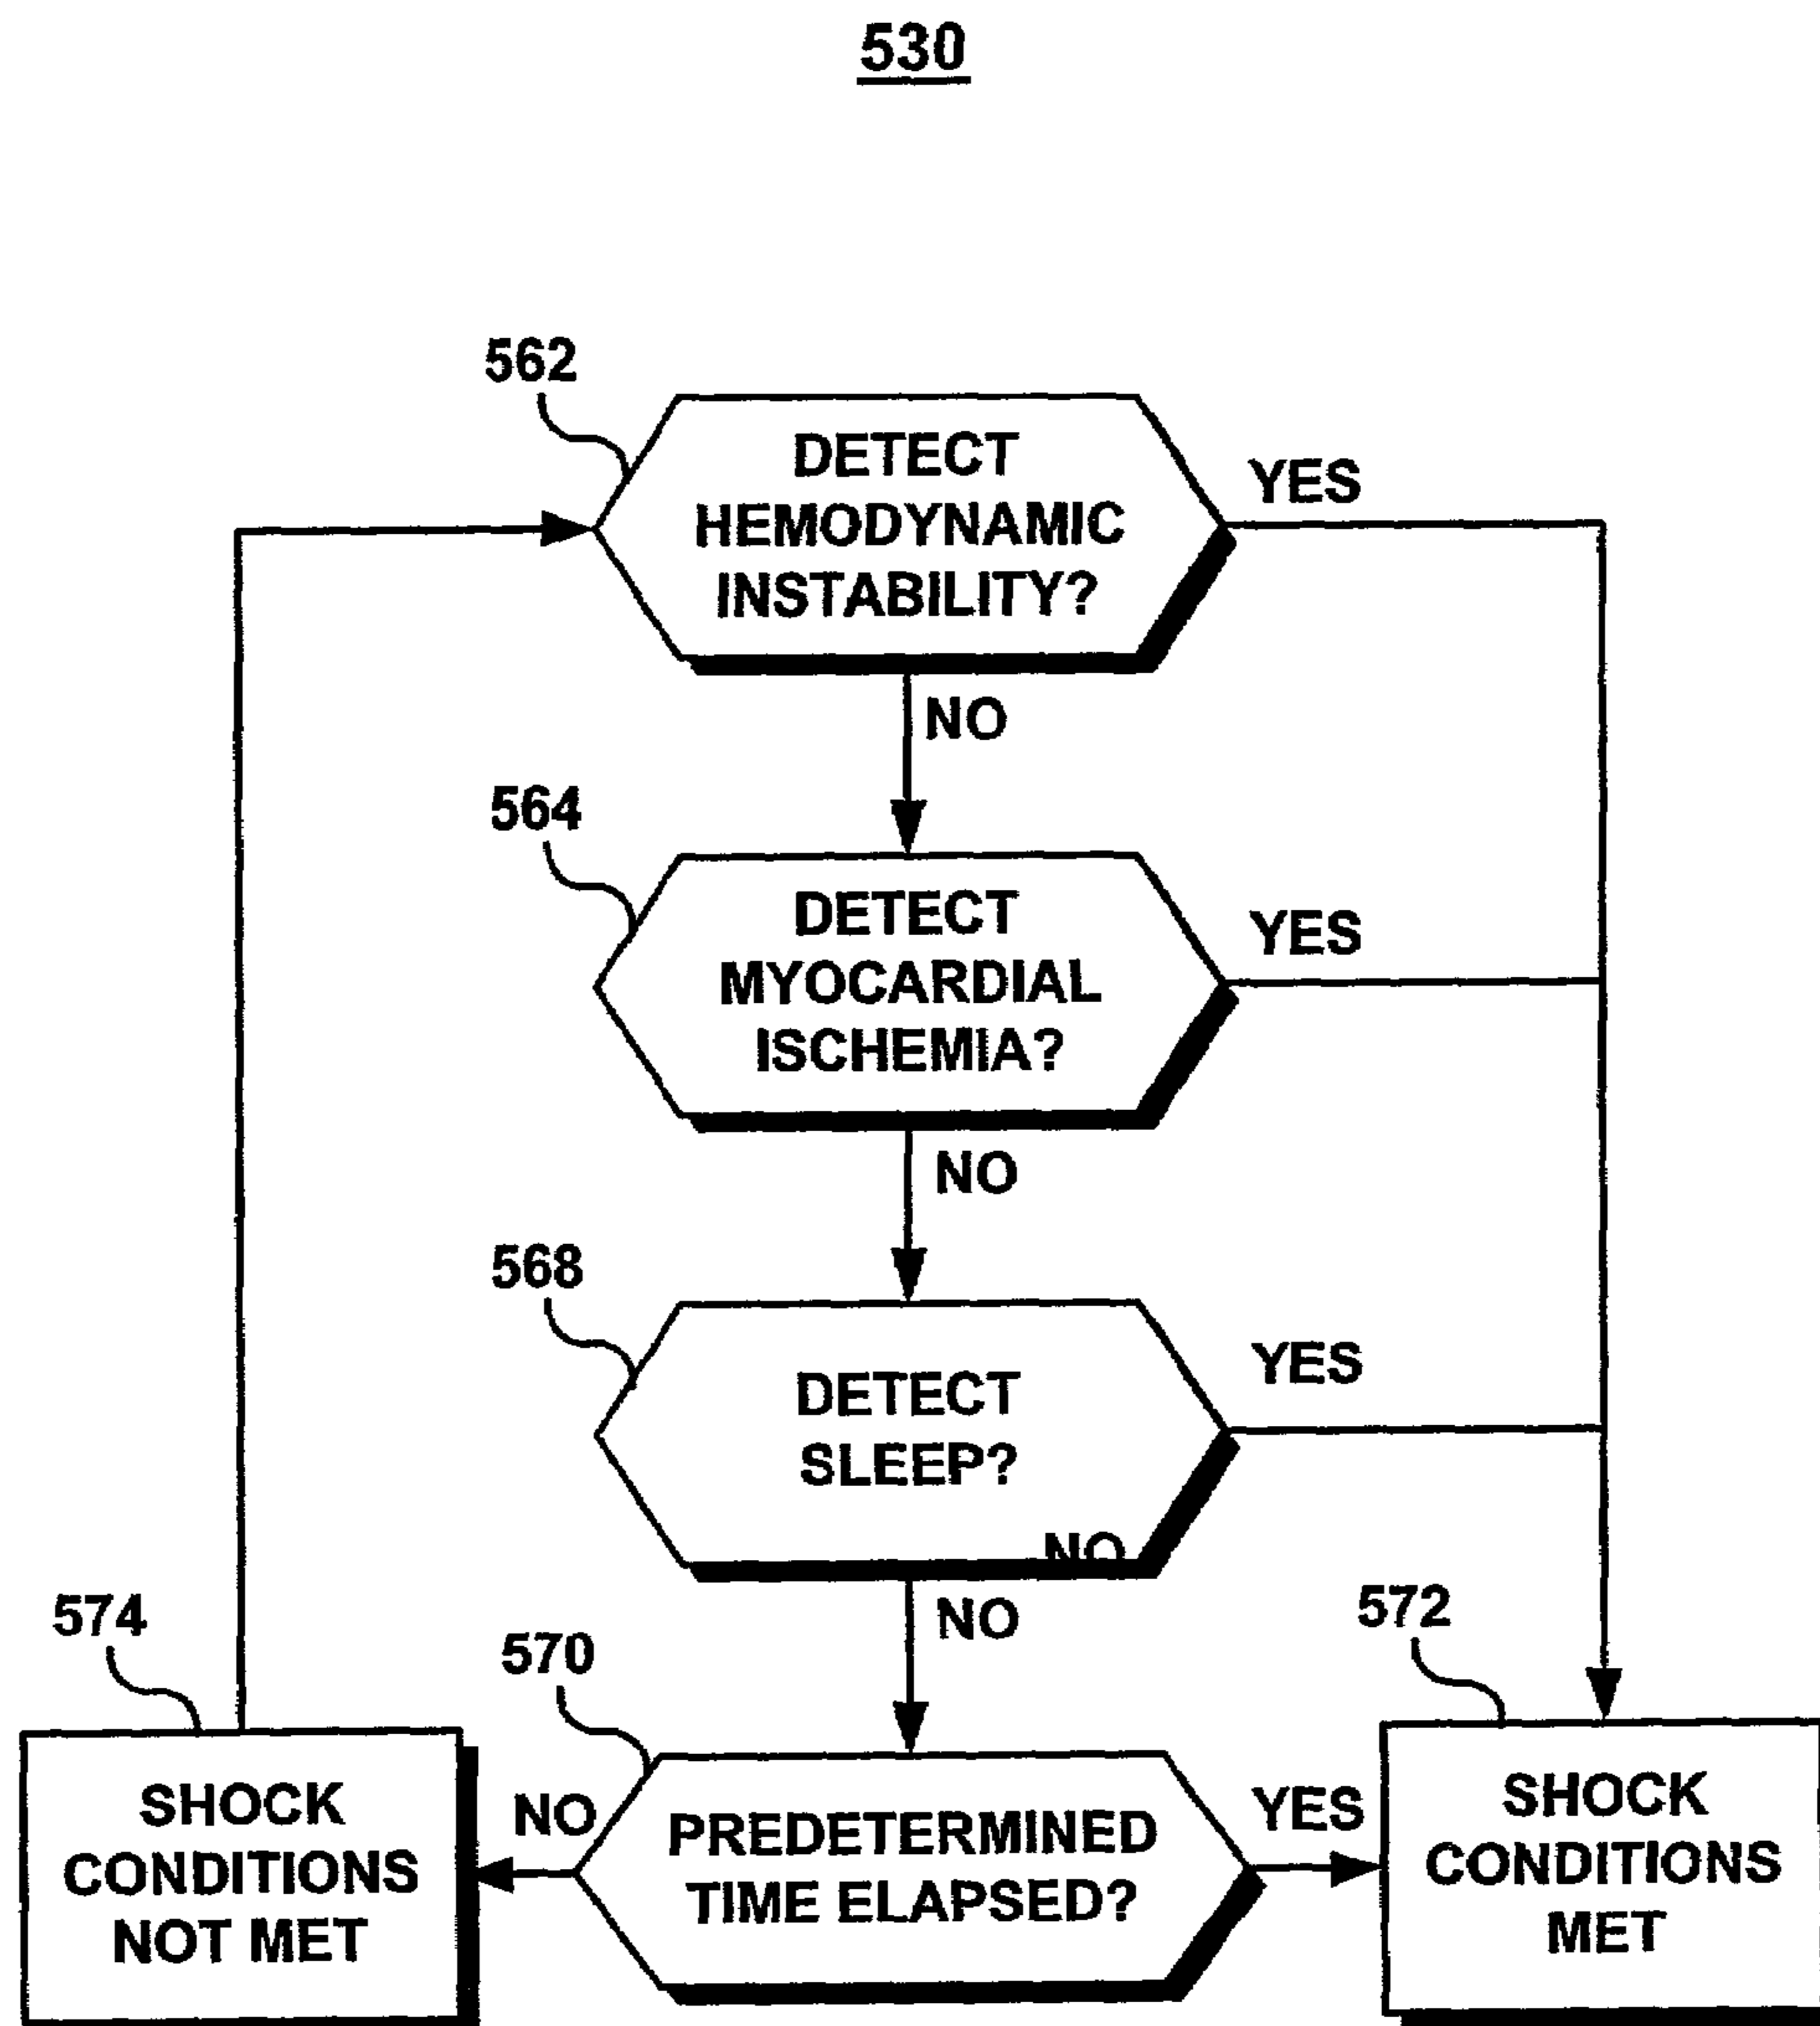 530
562
DETECT
HEMODYNAMIC
INSTABILITY?
YES
NO
564
DETECT
MYOCARDIAL
ISCHEMIA?
YES
NO
568
DETECT
SLEEP?
YES
NO
NO
574
570
572
SHOCK
CONDITIONS
NOT MET
NO
PREDETERMINED
TIME ELAPSED?
YES
SHOCK
CONDITIONS
MET